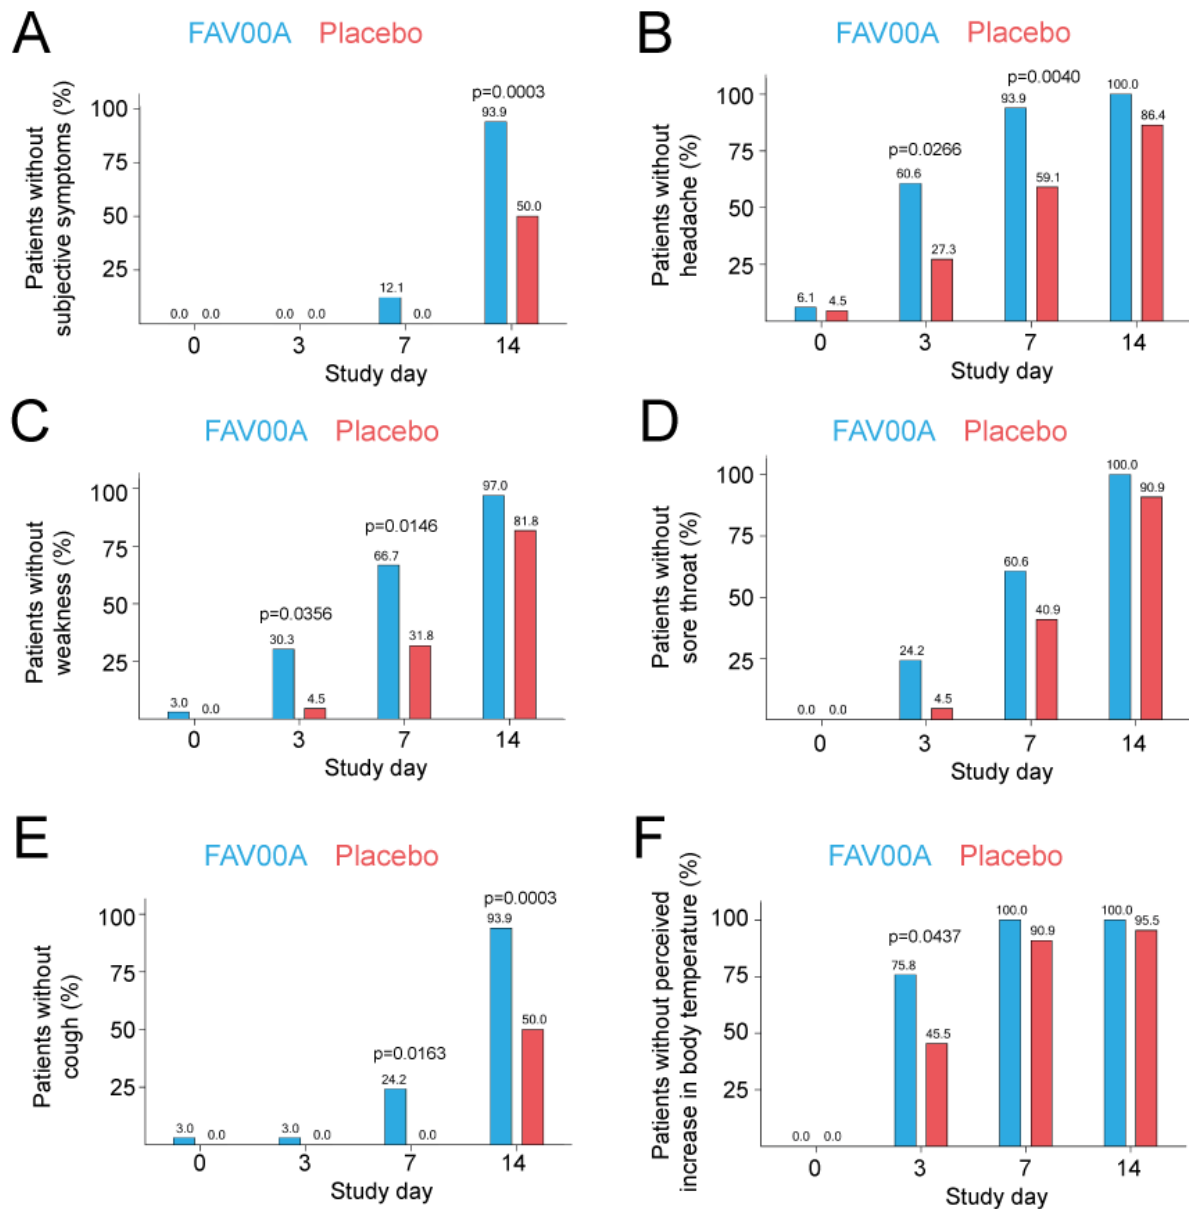 A
FAV00A Placebo
Patients without
subjective symptoms (%)
100
75
50
25
p=0.0003
0.0 0.0 0.0 0.0 12.1 0.0 93.9 50.0
0 3 7 14
Study day
B
FAV00A Placebo
Patients without
headache (%)
100
75
50
25
p=0.0266 p=0.0040
6.1 4.5 60.6 27.3 93.9 59.1 100.0 86.4
0 3 7 14
Study day
C
FAV00A Placebo
Patients without
weakness (%)
100
75
50
25
p=0.0356 p=0.0146
3.0 0.0 30.3 4.5 66.7 31.8 97.0 81.8
0 3 7 14
Study day
D
FAV00A Placebo
Patients without
sore throat (%)
100
75
50
25
0.0 0.0 24.2 4.5 60.6 40.9 100.0 90.9
0 3 7 14
Study day
E
FAV00A Placebo
Patients without
cough (%)
100
75
50
25
p=0.0163 p=0.0003
3.0 0.0 3.0 0.0 24.2 0.0 93.9 50.0
0 3 7 14
Study day
F
FAV00A Placebo
Patients without perceived
increase in body temperature (%)
100
75
50
25
p=0.0437
0.0 0.0 75.8 45.5 100.0 90.9 100.0 95.5
0 3 7 14
Study day